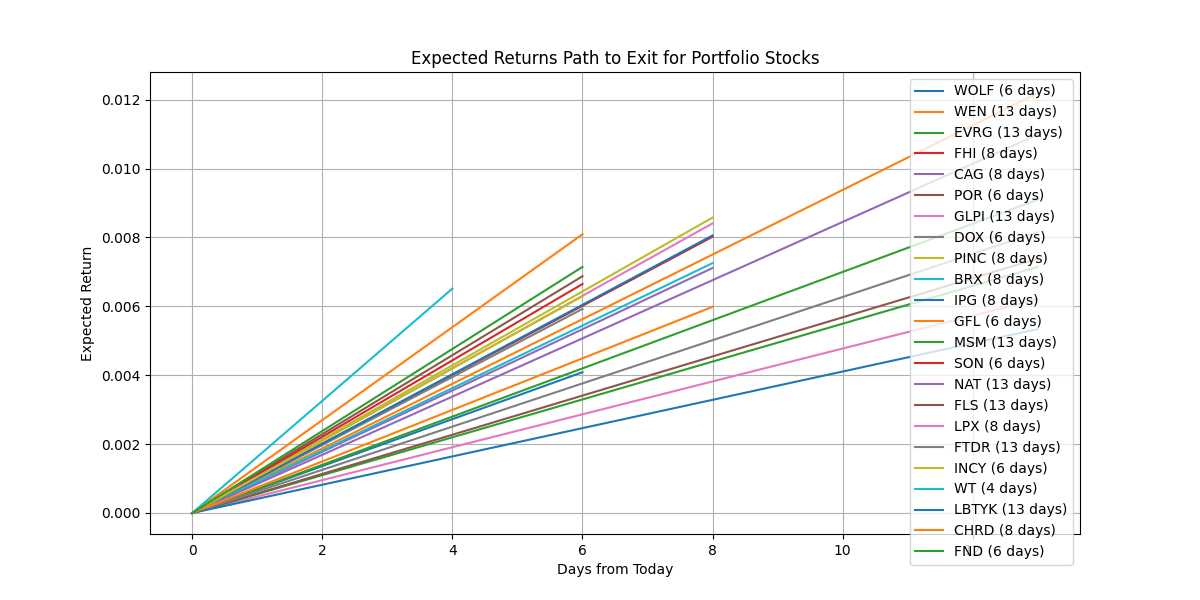 Expected Returns Path to Exit for Portfolio Stocks
Expected Return
0.012
0.010
0.008
0.006
0.004
0.002
0.000
0
2
4
6
8
10
Days from Today
WOLF (6 days)
WEN (13 days)
EVRG (13 days)
FHI (8 days)
CAG (8 days)
POR (6 days)
GLPI (13 days)
DOX (6 days)
PINC (8 days)
BRX (8 days)
IPG (8 days)
GFL (6 days)
MSM (13 days)
SON (6 days)
NAT (13 days)
FLS (13 days)
LPX (8 days)
FTDR (13 days)
INCY (6 days)
WT (4 days)
LBTYK (13 days)
CHRD (8 days)
FND (6 days)